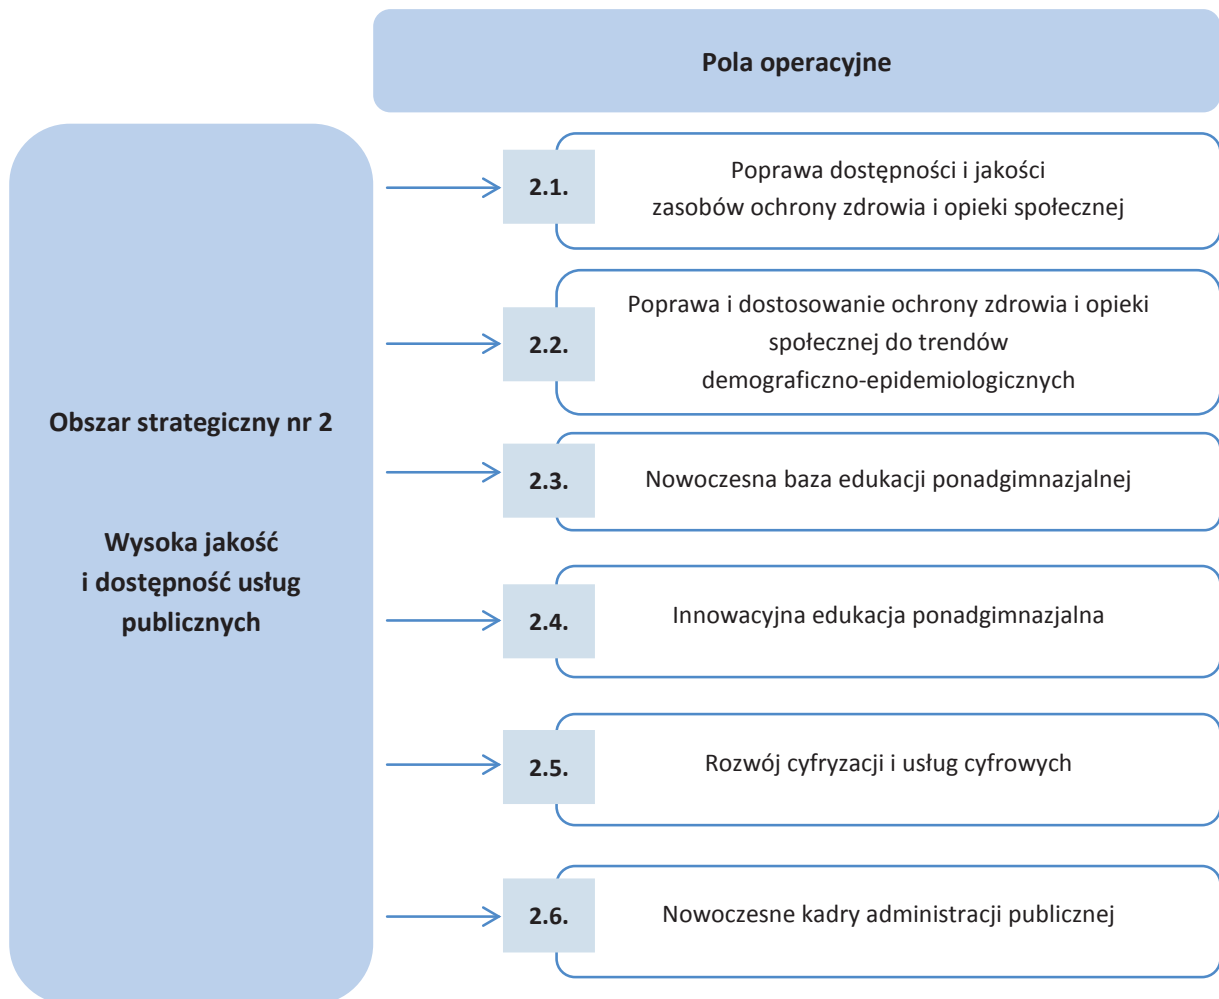 Pola operacyjne
Obszar strategiczny nr 2
Wysoka jakość
i dostępność usług
publicznych
2.1.
Poprawa dostępności i jakości
zasobów ochrony zdrowia i opieki społecznej
2.2.
Poprawa i dostosowanie ochrony zdrowia i opieki
społecznej do trendów
demograficzno-epidemiologicznych
2.3.
Nowoczesna baza edukacji ponadgimnazjalnej
2.4.
Innowacyjna edukacja ponadgimnazjalna
2.5.
Rozwój cyfryzacji i usług cyfrowych
2.6.
Nowoczesne kadry administracji publicznej